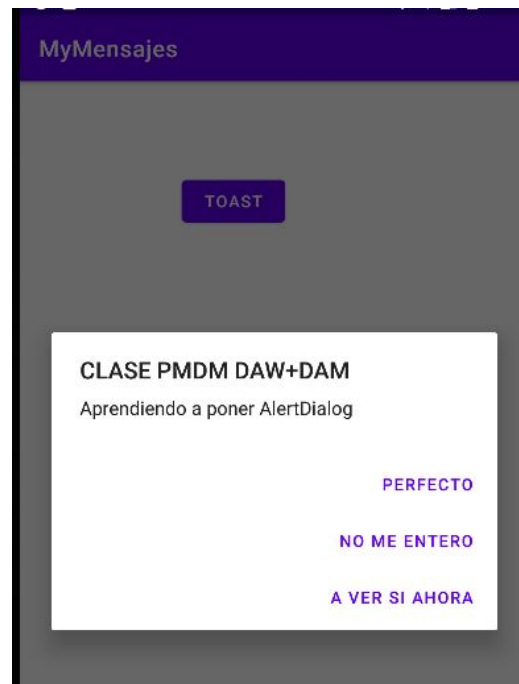 MyMensajes
TOAST
CLASE PMDM DAW+DAM
Aprendiendo a poner AlertDialog
PERFECTO
NO ME ENTERO
A VER SI AHORA